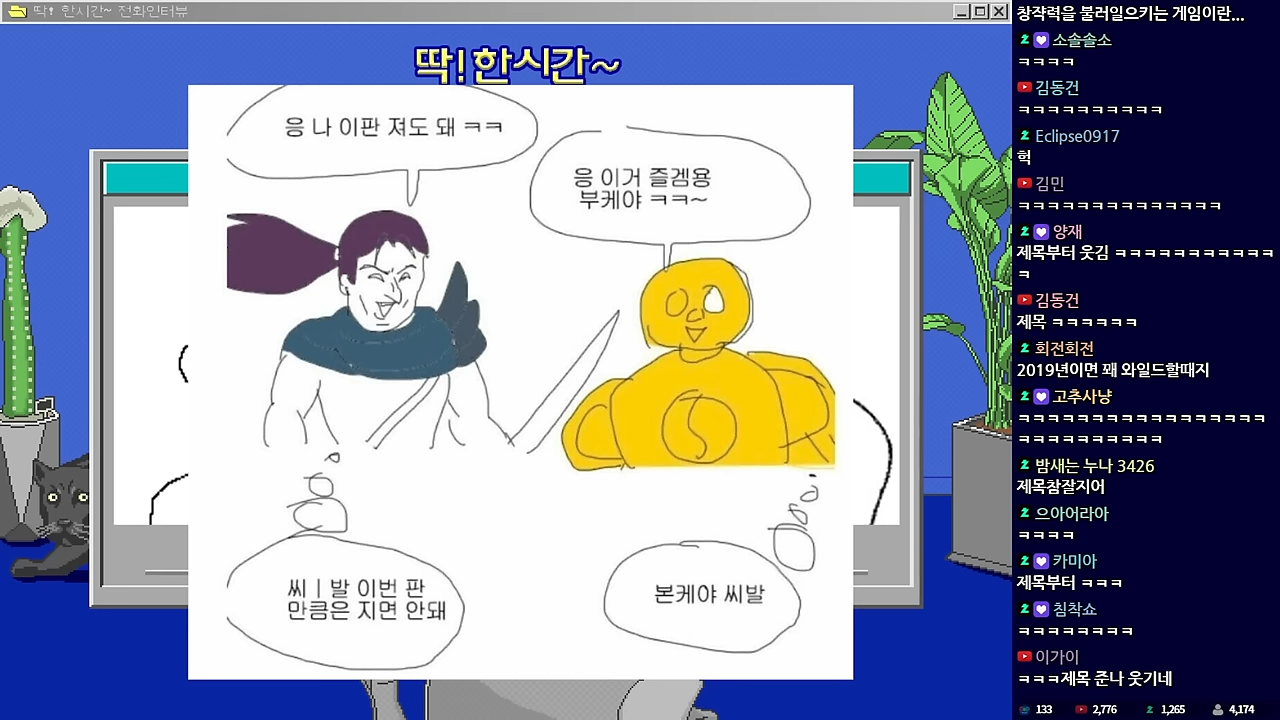 딱! 한시간~ 전화인터뷰
딱! 한시간~
응 나 이판 져도 돼 ㅋㅋ
응 이거 즐겜용
부케야 ㅋㅋ~
씨ㅣ발 이번 판
만큼은 지면 안돼
본케야 씨발
창작력을 불러일으키는 게임이란...
소솔솔소
ㅋㅋㅋㅋ
김동건
ㅋㅋㅋㅋㅋㅋㅋㅋㅋㅋ
Eclipse0917
헉
김민
ㅋㅋㅋㅋㅋㅋㅋㅋㅋㅋㅋㅋㅋㅋ
양재
제목부터 웃김 ㅋㅋㅋㅋㅋㅋㅋㅋㅋㅋㅋ
ㅋ
김동건
제목 ㅋㅋㅋㅋㅋㅋ
회전회전
2019년이면 꽤 와일드할때지
고추사냥
ㅋㅋㅋㅋㅋㅋㅋㅋㅋㅋㅋㅋㅋㅋㅋㅋㅋ
ㅋㅋㅋㅋㅋㅋㅋㅋㅋㅋ
밤새는 누나 3426
제목참잘지어
으아어라아
ㅋㅋㅋㅋ
카미아
제목부터 ㅋㅋㅋ
침착쇼
ㅋㅋㅋㅋㅋㅋㅋㅋ
이가이
ㅋㅋㅋ제목 준나 웃기네
133 2,776 1,265 4,174